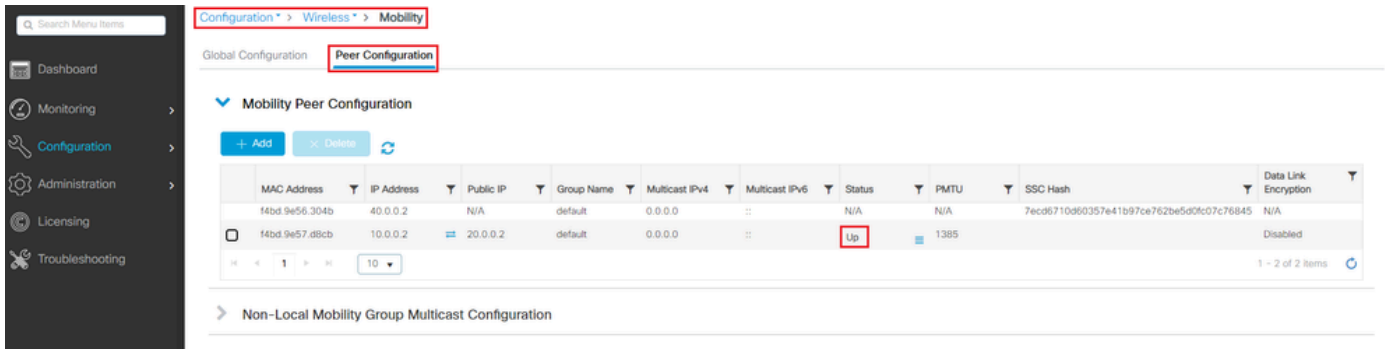 Search Menu Items
Dashboard
Monitoring
Configuration
Administration
Licensing
Troubleshooting
Configuration > Wireless > Mobility
Global Configuration Peer Configuration
Mobility Peer Configuration
+ Add × Delete
MAC Address IP Address Public IP Group Name Multicast IPv4 Multicast IPv6 Status PMTU SSC Hash Data Link Encryption
f4bd.9e56.304b 40.0.0.2 N/A default 0.0.0.0 :: N/A N/A 7ecd6710d60357e41b97ce762be5d0fc07c76845 N/A
f4bd.9e57.d8cb 10.0.0.2 20.0.0.2 default 0.0.0.0 :: Up 1385 Disabled
1 10 1 - 2 of 2 items
Non-Local Mobility Group Multicast Configuration